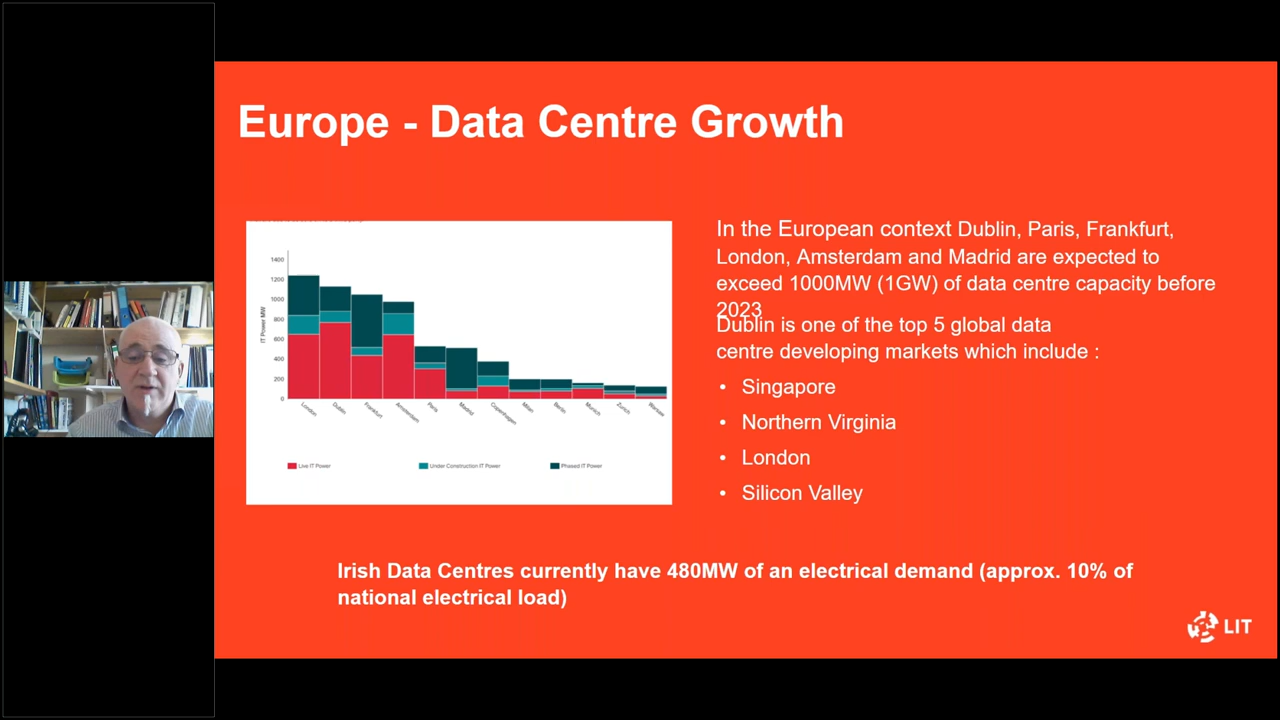 Europe - Data Centre Growth
In the European context Dublin, Paris, Frankfurt,
London, Amsterdam and Madrid are expected to
exceed 1000MW (1GW) of data centre capacity before
2023
Dublin is one of the top 5 global data
centre developing markets which include :
• Singapore
• Northern Virginia
• London
• Silicon Valley
IT Power MW
1400
1200
1000
800
600
400
200
0
London
Dublin
Frankfurt
Amsterdam
Paris
Madrid
Copenhagen
Milan
Berlin
Munich
Zurich
Warsaw
Live IT Power
Under Construction IT Power
Phased IT Power
Irish Data Centres currently have 480MW of an electrical demand (approx. 10% of
national electrical load)
LIT